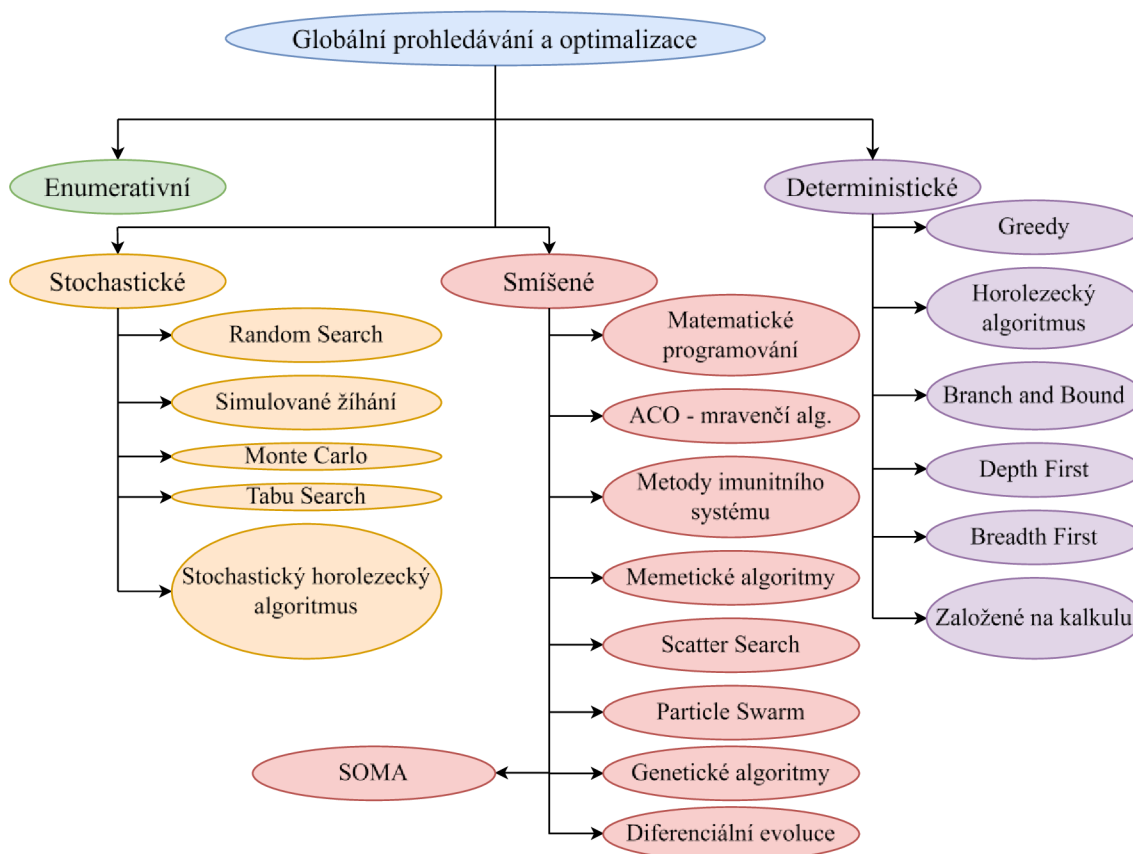 Globální prohledávání a optimalizace
Enumerativní
Deterministické
Stochastické
Smíšené
Random Search
Simulované žíhání
Monte Carlo
Tabu Search
Stochastický horolezecký
algoritmus
Matematické
programování
ACO - mravenčí alg.
Metody imunitního
systému
Memetické algoritmy
Scatter Search
Particle Swarm
Genetické algoritmy
SOMA
Diferenciální evoluce
Greedy
Horolezecký
algoritmus
Branch and Bound
Depth First
Breadth First
Založené na kalkulu